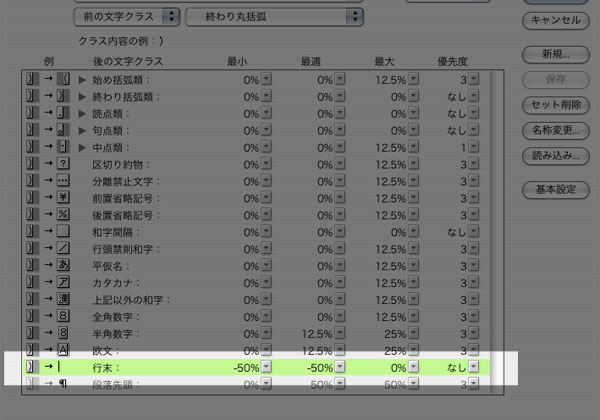 前の文字クラス 終わり丸括弧
キャンセル
クラス内容の例：）
新規...
例 後の文字クラス 最小 最適 最大 優先度
保存
） → （ ▶ 始め括弧類： 0% 0% 12.5% 3
） → ） ▶ 終わり括弧類： 0% 0% 0% なし
セット削除
） → 、 ▶ 読点類： 0% 0% 0% なし
） → 。 ▶ 句点類： 0% 0% 0% なし
名称変更...
） → ・ ▶ 中点類： 0% 0% 12.5% 1
読み込み...
） → ? 区切り約物： 0% 0% 12.5% 3
） → … 分離禁止文字： 0% 0% 12.5% 3
基本設定
） → ¥ 前置省略記号： 0% 0% 12.5% 3
） → % 後置省略記号： 0% 0% 12.5% 3
） → 和字間隔： 0% 0% 0% なし
） → ／ 行頭禁則和字： 0% 0% 12.5% 3
） → あ 平仮名： 0% 0% 12.5% 3
） → ア カタカナ： 0% 0% 12.5% 3
） → 漢 上記以外の和字： 0% 0% 12.5% 3
） → 8 全角数字： 0% 0% 12.5% 3
） → 8 半角数字： 0% 12.5% 25% 3
） → A 欧文： 0% 12.5% 25% 3
） → | 行末： -50% -50% 0% なし
） → ¶ 段落先頭： 0% 50% 50% 3